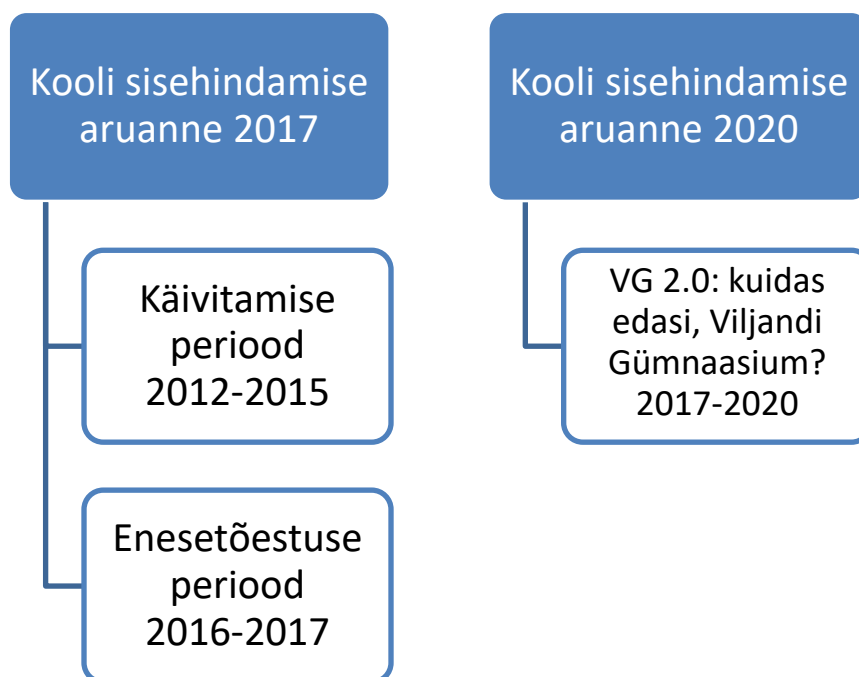 Kooli sisehindamise
aruanne 2017
Käivitamise
periood
2012-2015
Enesetõestuse
periood
2016-2017
Kooli sisehindamise
aruanne 2020
VG 2.0: kuidas
edasi, Viljandi
Gümnaasium?
2017-2020